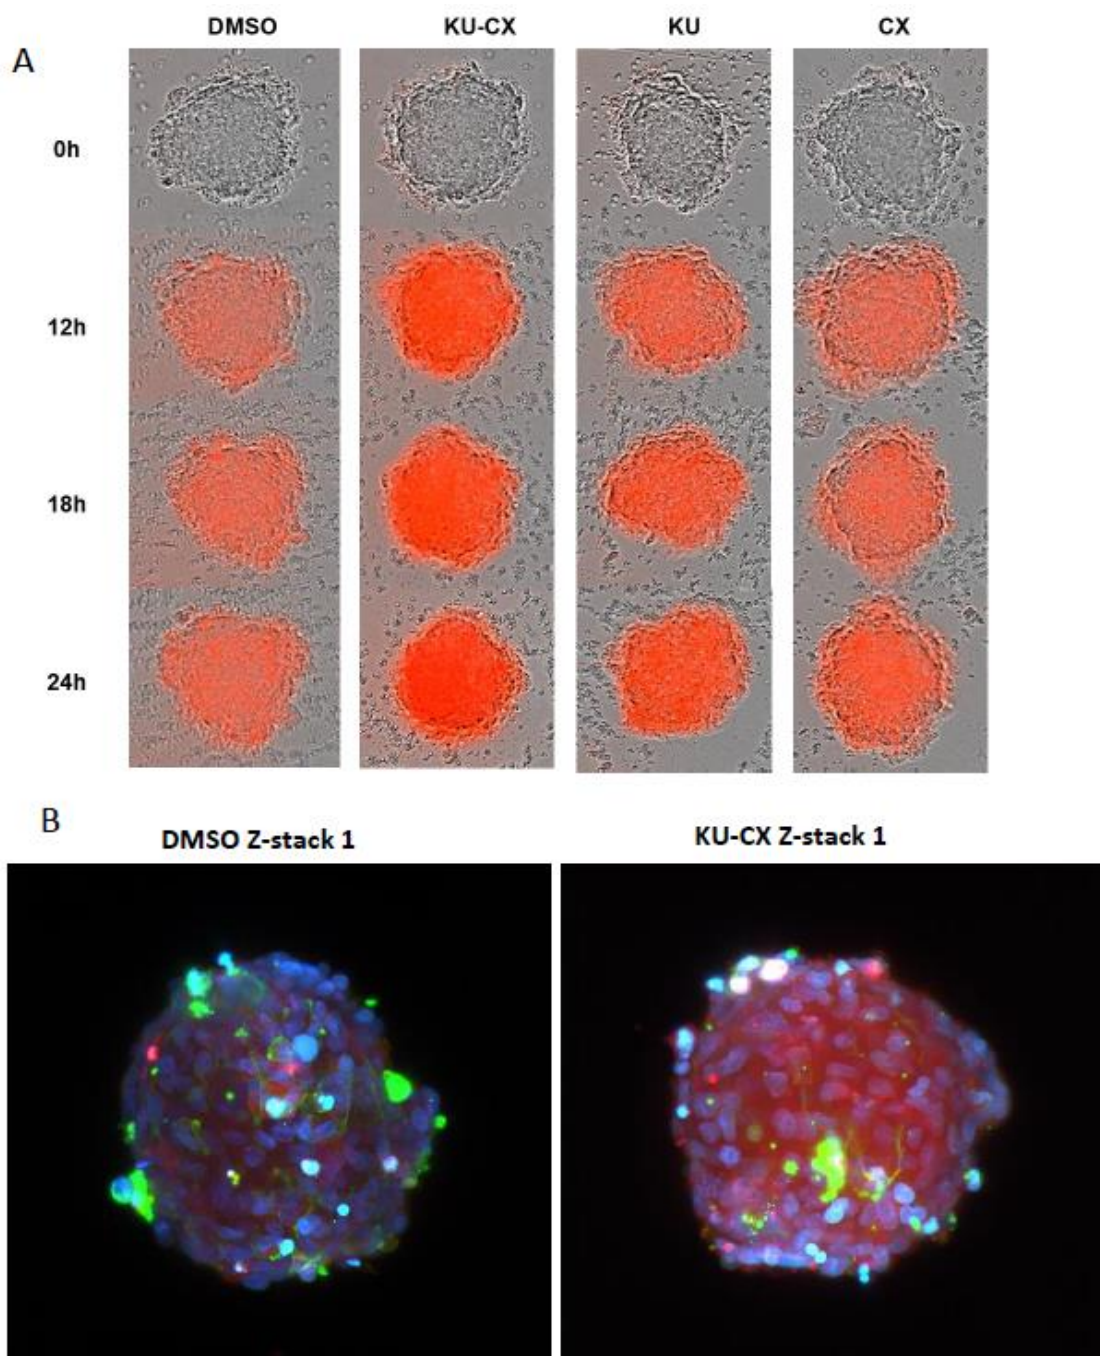 DMSO KU-CX KU CX
A
0h
12h
18h
24h
B
DMSO Z-stack 1 KU-CX Z-stack 1